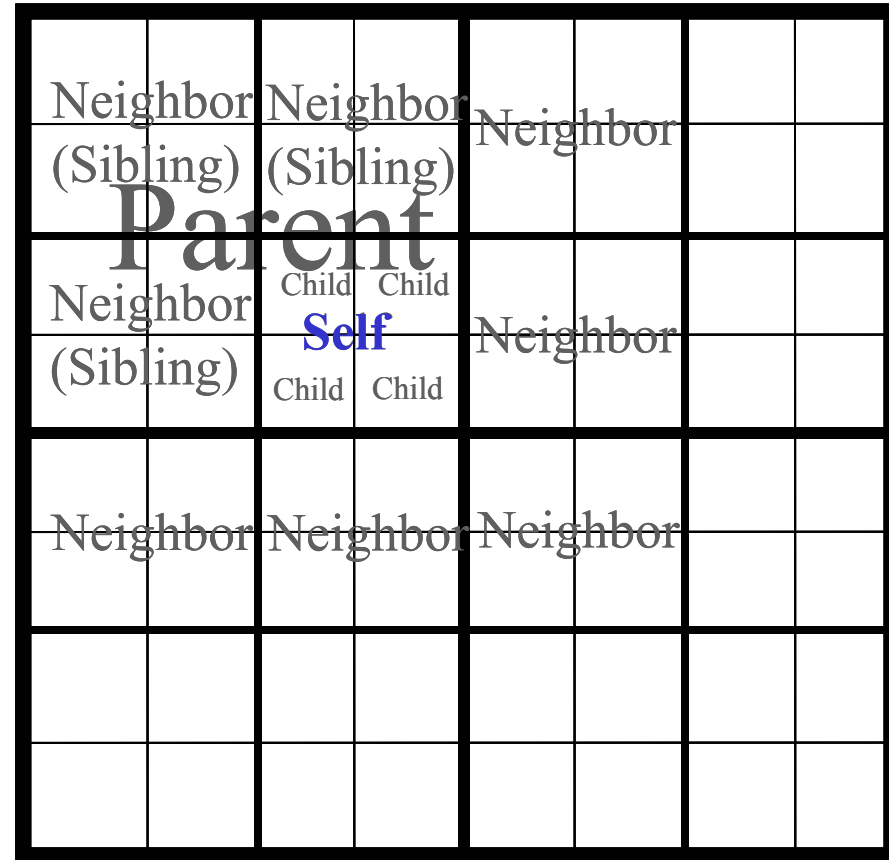 Neighbor Neighbor Neighbor
(Sibling) (Sibling)
Parent
Neighbor Child Child Neighbor
Self
(Sibling) Child Child
Neighbor Neighbor Neighbor